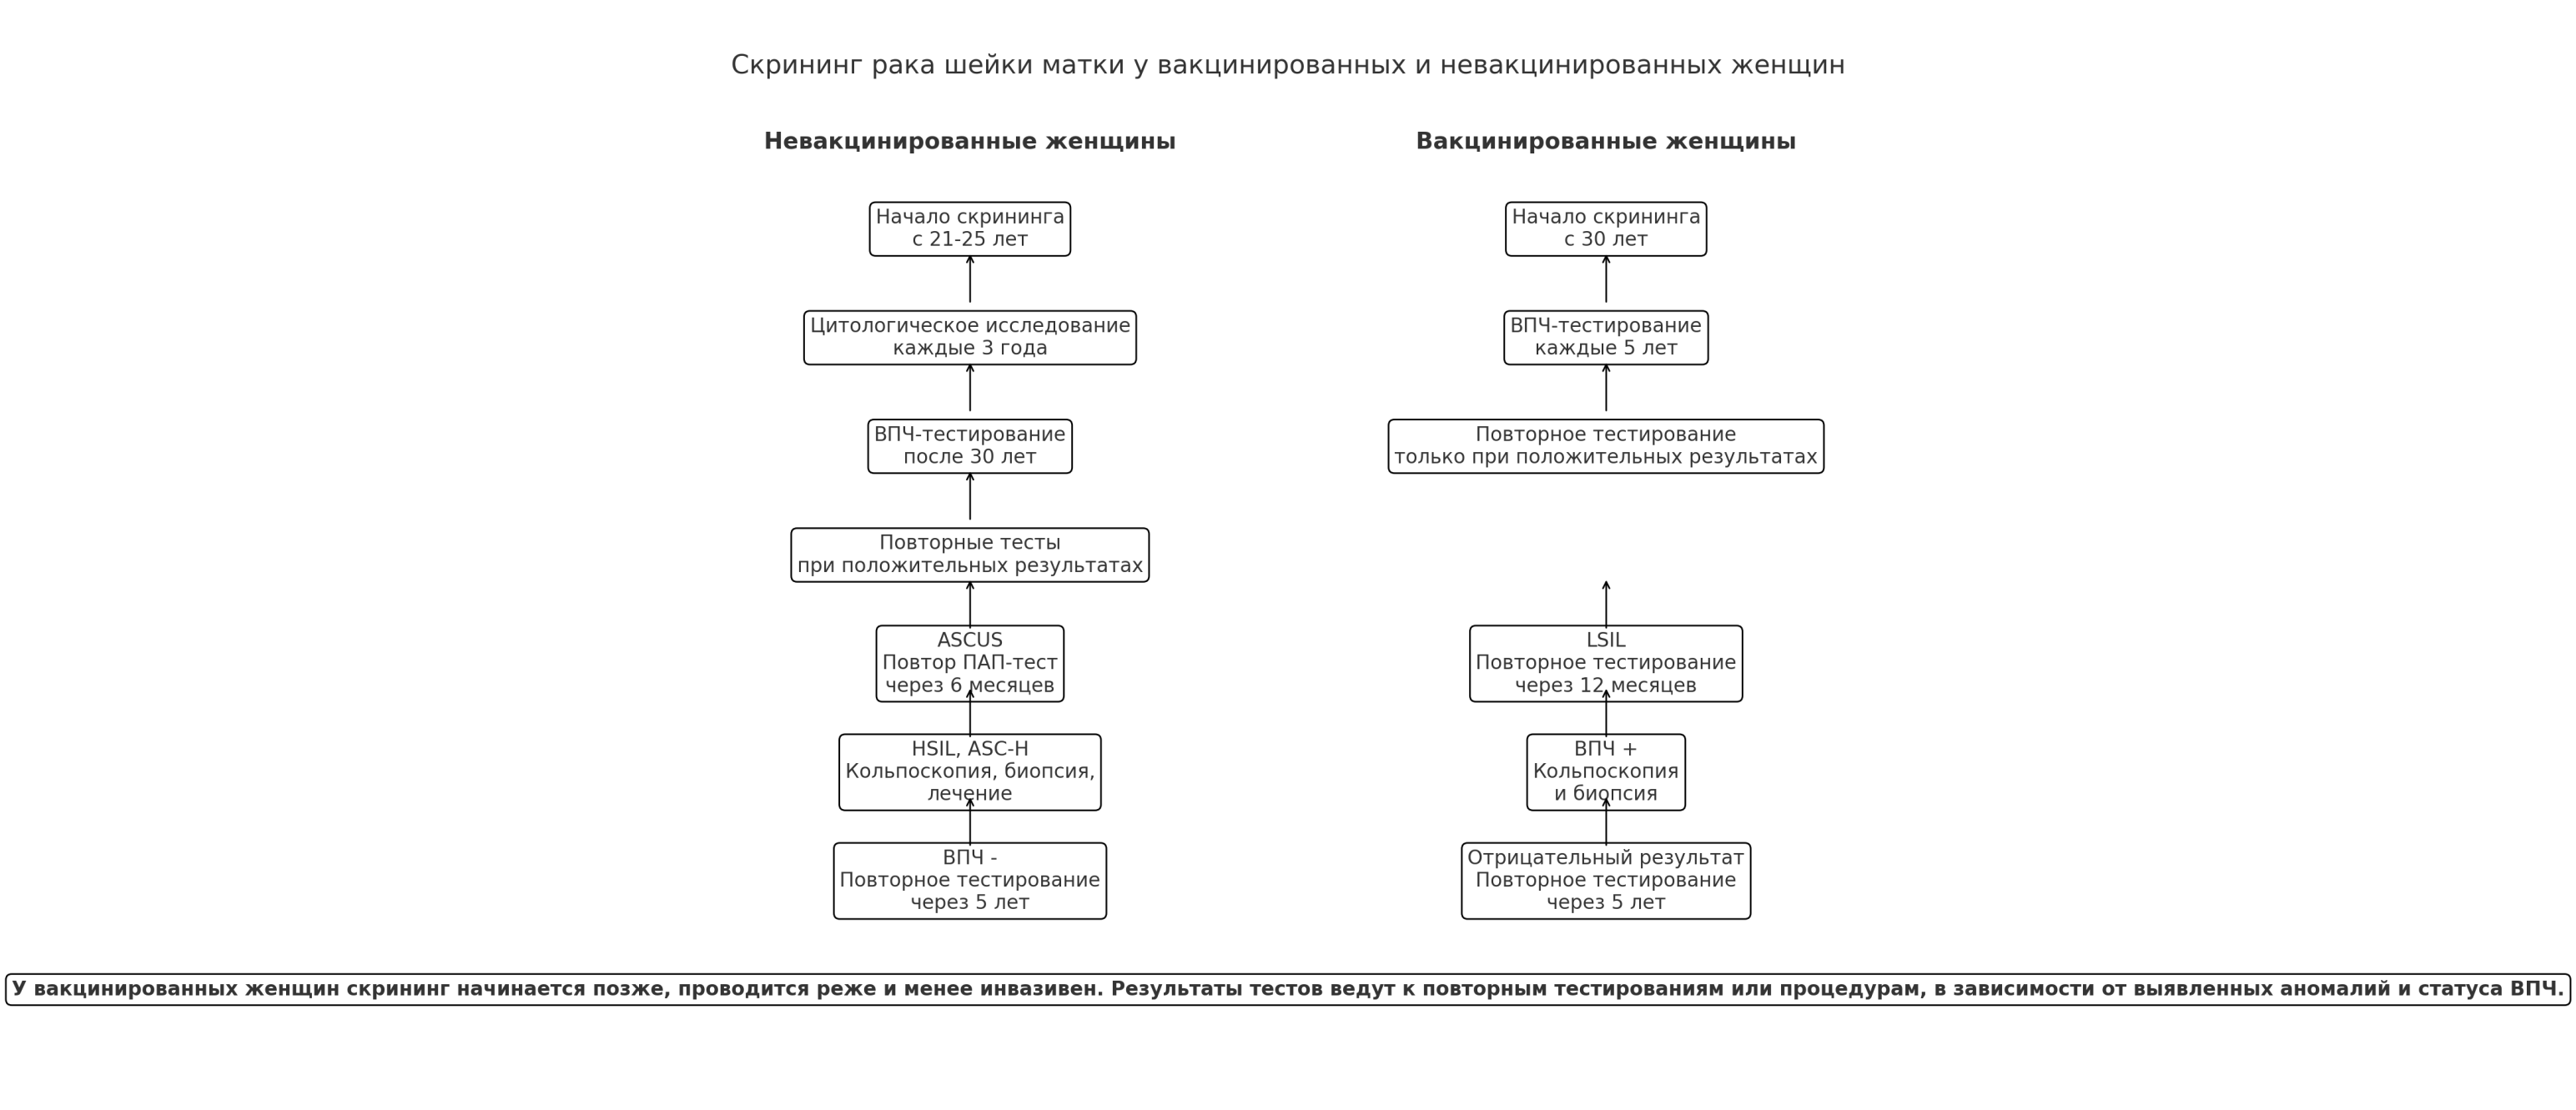 Скрининг рака шейки матки у вакцинированных и невакцинированных женщин
Невакцинированные женщины
Начало скрининга
с 21-25 лет
Цитологическое исследование
каждые 3 года
ВПЧ-тестирование
после 30 лет
Повторные тесты
при положительных результатах
ASCUS
Повтор ПАП-тест
через 6 месяцев
HSIL, ASC-H
Кольпоскопия, биопсия,
лечение
ВПЧ -
Повторное тестирование
через 5 лет
Вакцинированные женщины
Начало скрининга
с 30 лет
ВПЧ-тестирование
каждые 5 лет
Повторное тестирование
только при положительных результатах
LSIL
Повторное тестирование
через 12 месяцев
ВПЧ +
Кольпоскопия
и биопсия
Отрицательный результат
Повторное тестирование
через 5 лет
У вакцинированных женщин скрининг начинается позже, проводится реже и менее инвазивен. Результаты тестов ведут к повторным тестированиям или процедурам, в зависимости от выявленных аномалий и статуса ВПЧ.